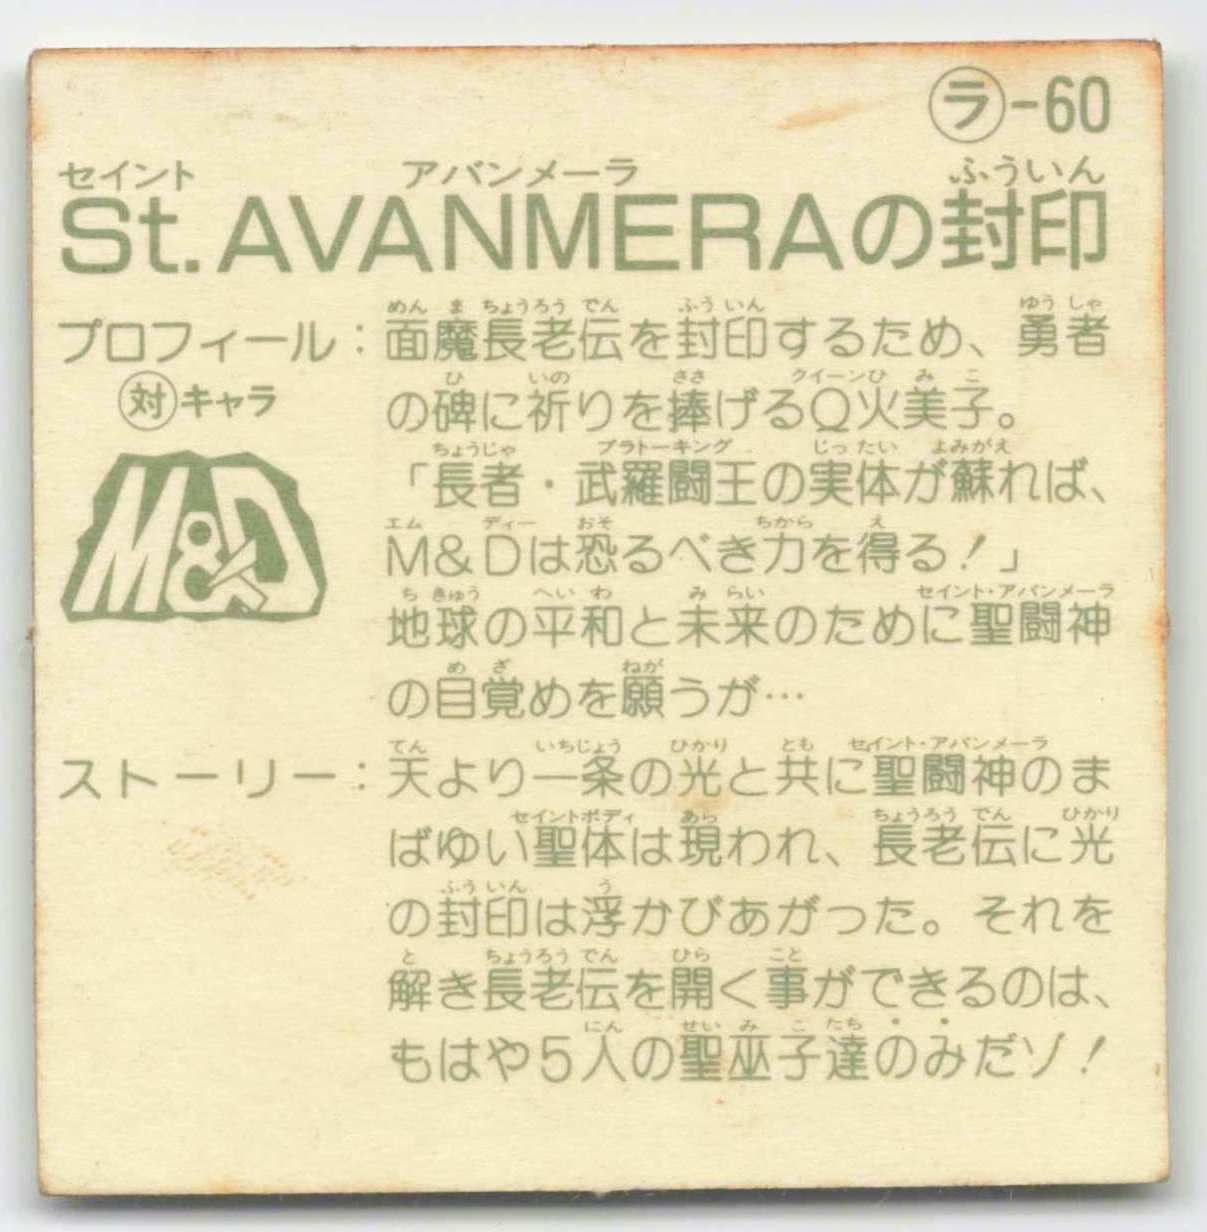 ラ-60
セイント アバンメーラ ふういん
St. AVANMERAの封印
めん ま ちょうろう でん ふう いん ゆう しゃ
プロフィール：面魔長老伝を封印するため、勇者
ひ いの ささ クイーンひ み こ
対キャラ の碑に祈りを捧げるQ火美子。
ちょうじゃ ブラトーキング じったい よみがえ
「長者・武羅闘王の実体が蘇れば、
M&D
エム ディー おそ ちから え
M&Dは恐るべき力を得る！」
ち きゅう へい わ み らい セイント・アバンメーラ
地球の平和と未来のために聖闘神
め ざ ねが
の目覚めを願うが…
てん いちじょう ひかり とも セイント・アバンメーラ
ストーリー：天より一条の光と共に聖闘神のま
セイントボディ あら ちょうろう でん ひかり
ばゆい聖体は現われ、長老伝に光
ふう いん う
の封印は浮かびあがった。それを
と ちょうろう でん ひら こと
解き長老伝を開く事ができるのは、
にん せい み こ たち
もはや5人の聖巫子達のみだゾ！